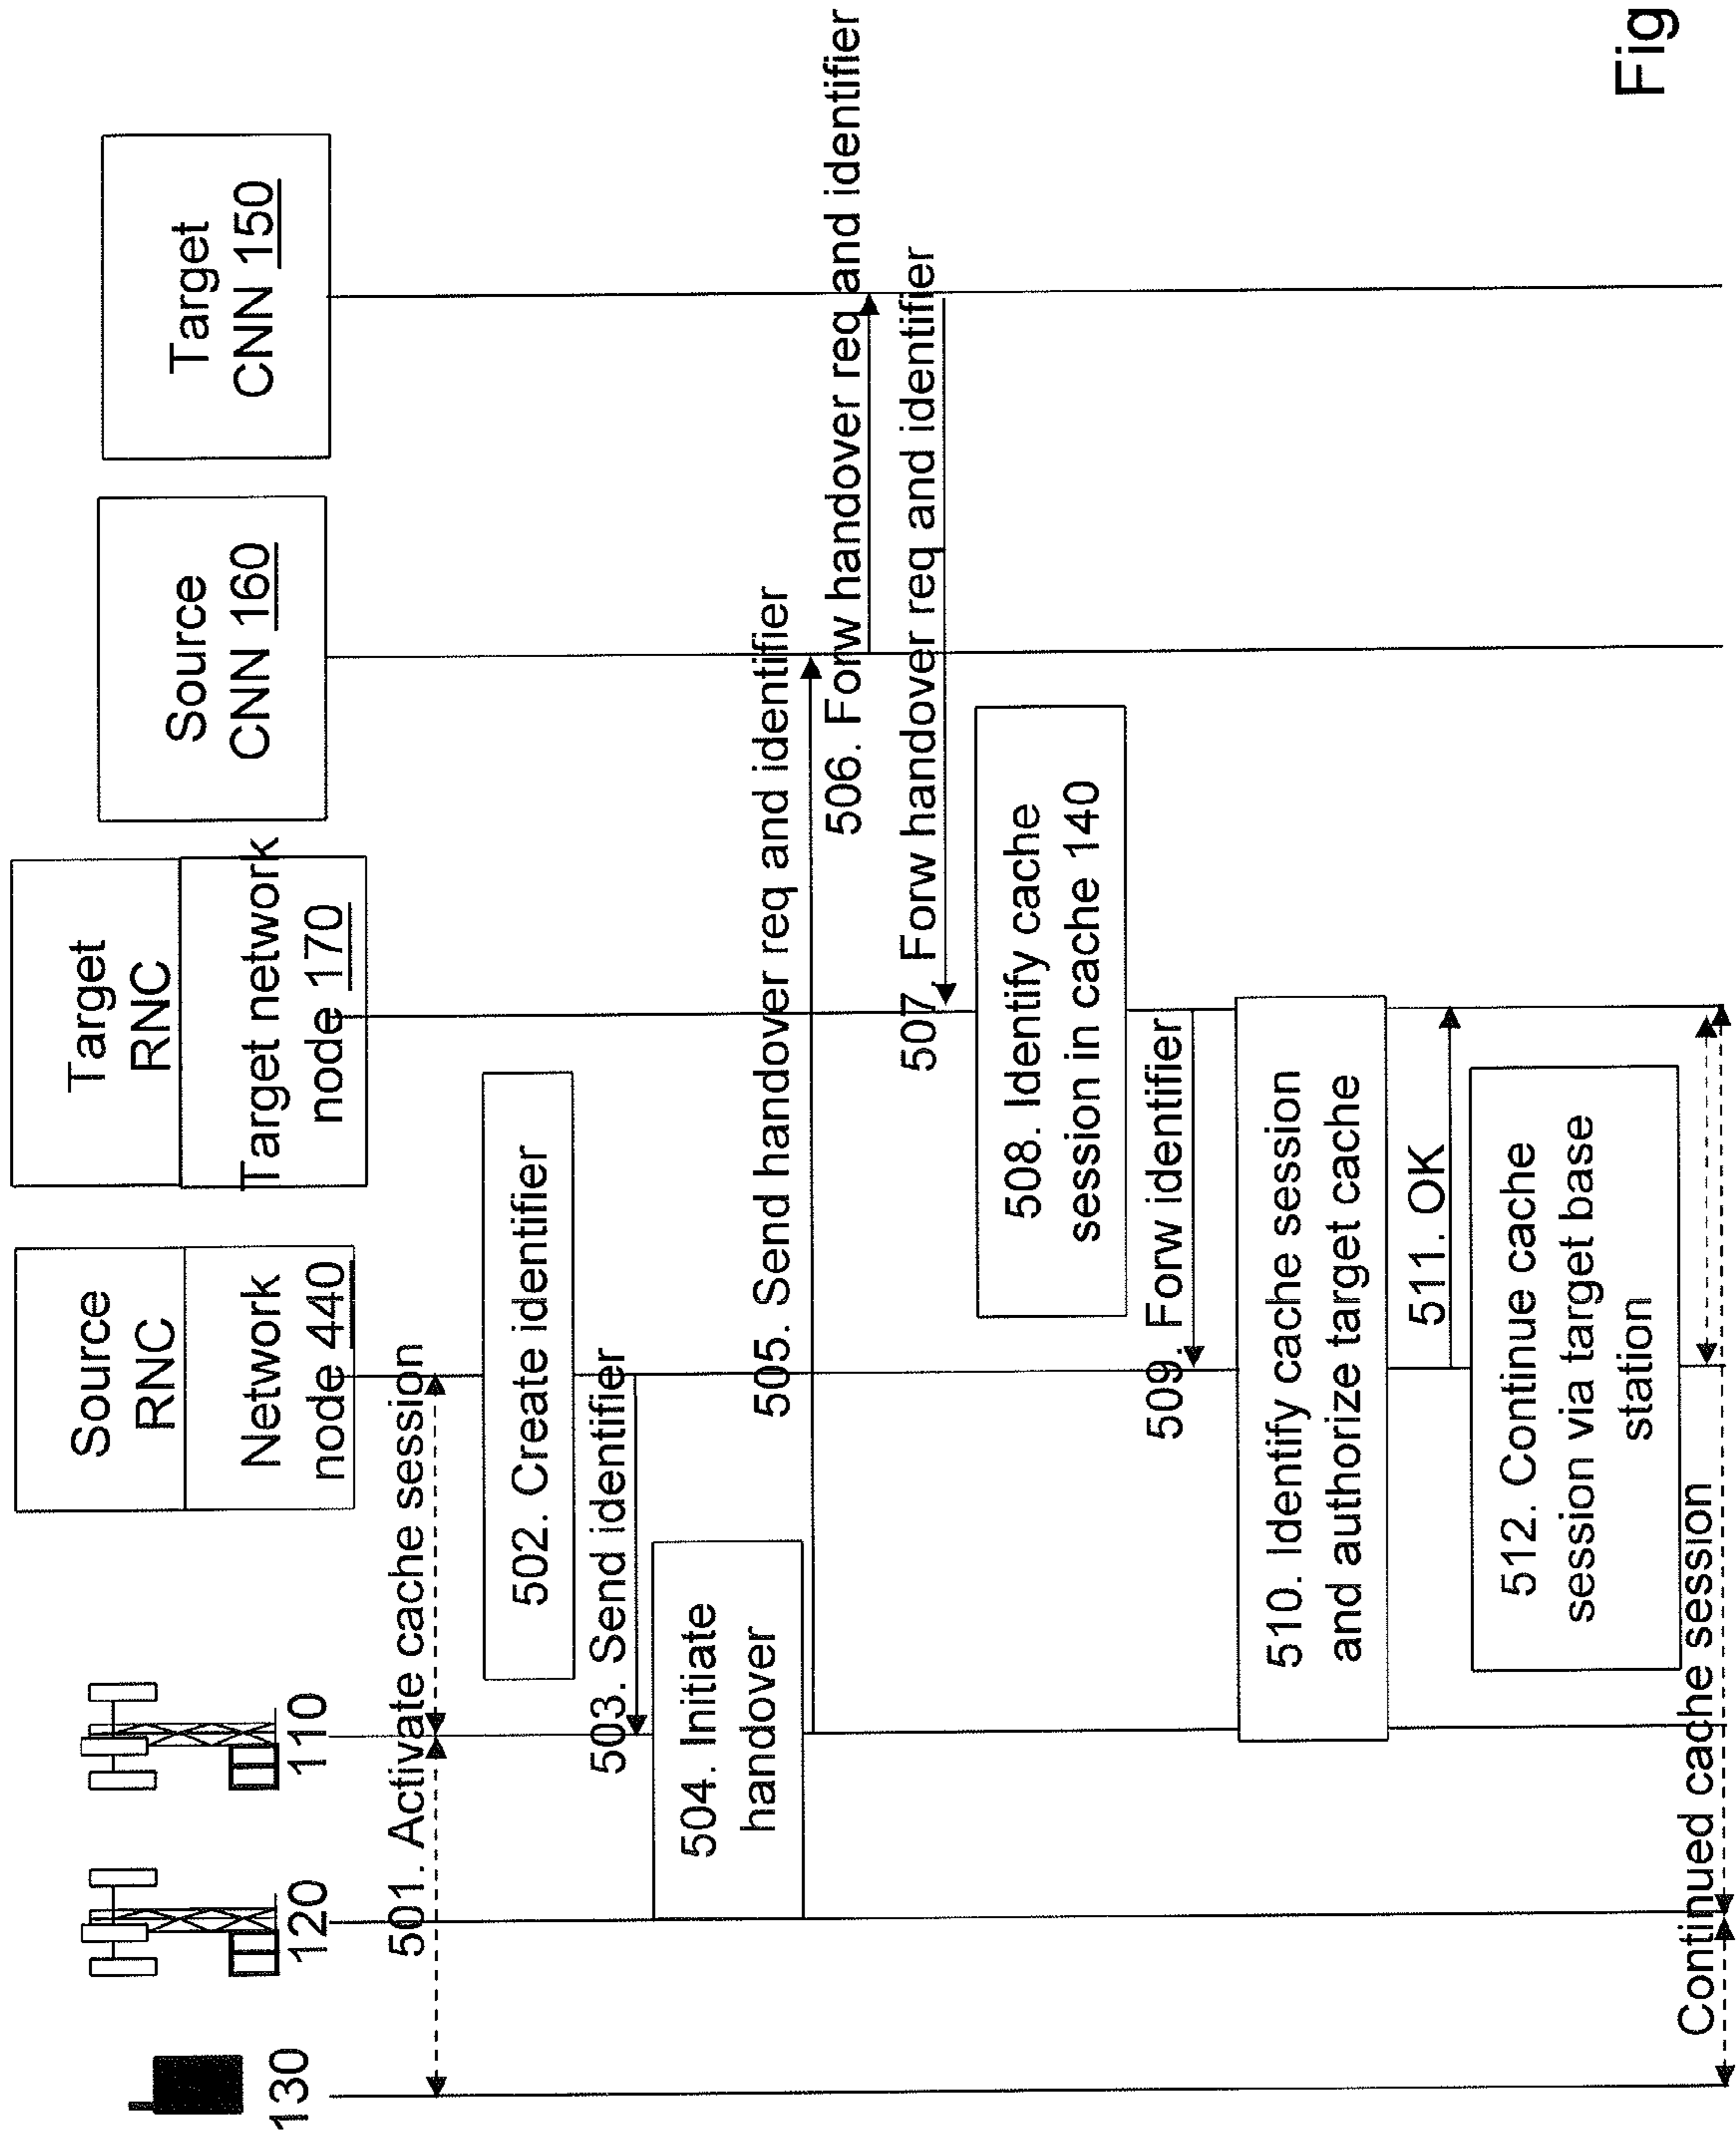 130
120
110
Source
RNC
Network
node 440
Target
RNC
Target network
node 170
Source
CNN 160
Target
CNN 150
501. Activate cache session
502. Create identifier
503. Send identifier
504. Initiate
handover
505. Send handover req and identifier
506. Forw handover req and identifier
507. Forw handover req and identifier
508. Identify cache
session in cache 140
509. Forw identifier
510. Identify cache session
and authorize target cache
511. OK
512. Continue cache
session via target base
station
Continued cache session
Fig